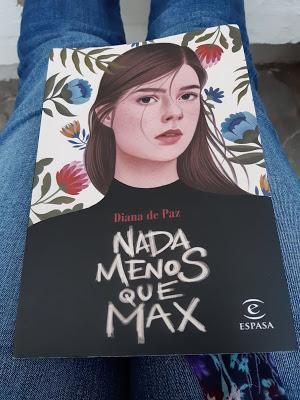 Diana de Paz
NADA
MENOS
QUE
MAX
e
ESPASA